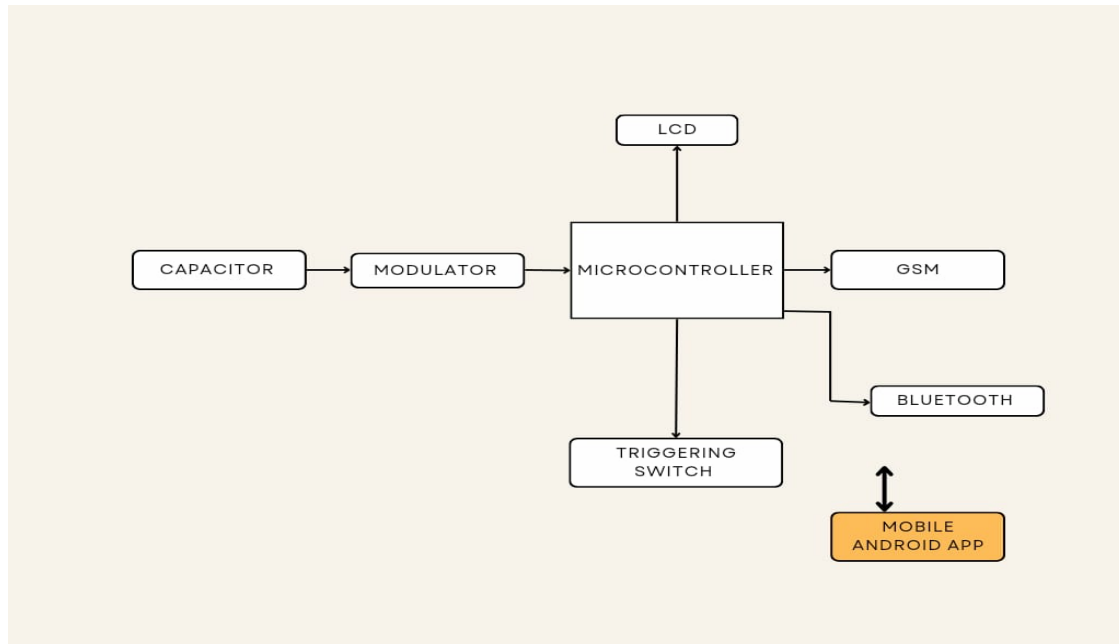 LCD
CAPACITOR
MODULATOR
MICROCONTROLLER
GSM
BLUETOOTH
TRIGGERING
SWITCH
MOBILE
ANDROID APP